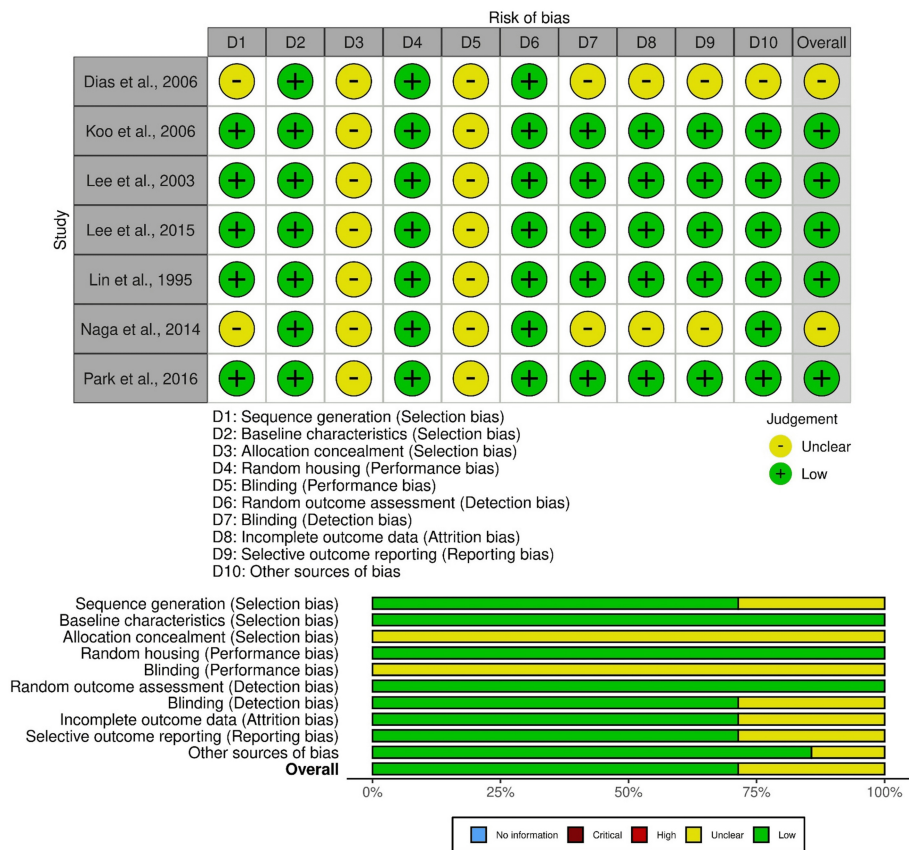 Risk of bias
D1 D2 D3 D4 D5 D6 D7 D8 D9 D10 Overall
Study
Dias et al., 2006 - + - + - + - - - - -
Koo et al., 2006 + + - + - + + + + + +
Lee et al., 2003 + + - + - + + + + + +
Lee et al., 2015 + + - + - + + + + + +
Lin et al., 1995 + + - + - + + + + + +
Naga et al., 2014 - + - + - + - - - + -
Park et al., 2016 + + - + - + + + + + +
D1: Sequence generation (Selection bias)
D2: Baseline characteristics (Selection bias)
D3: Allocation concealment (Selection bias)
D4: Random housing (Performance bias)
D5: Blinding (Performance bias)
D6: Random outcome assessment (Detection bias)
D7: Blinding (Detection bias)
D8: Incomplete outcome data (Attrition bias)
D9: Selective outcome reporting (Reporting bias)
D10: Other sources of bias
Judgement
- Unclear
+ Low
Sequence generation (Selection bias)
Baseline characteristics (Selection bias)
Allocation concealment (Selection bias)
Random housing (Performance bias)
Blinding (Performance bias)
Random outcome assessment (Detection bias)
Blinding (Detection bias)
Incomplete outcome data (Attrition bias)
Selective outcome reporting (Reporting bias)
Other sources of bias
Overall
0% 25% 50% 75% 100%
No information Critical High Unclear Low